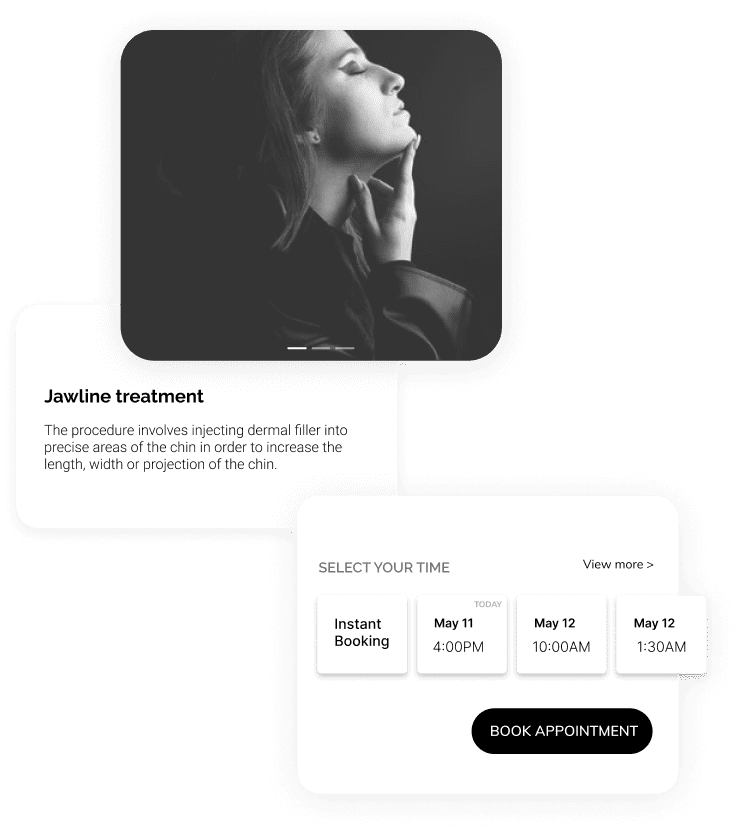 Jawline treatment
The procedure involves injecting dermal filler into
precise areas of the chin in order to increase the
length, width or projection of the chin.
SELECT YOUR TIME
View more >
Instant
Booking
TODAY
May 11
4:00PM
May 12
10:00AM
May 12
1:30AM
BOOK APPOINTMENT